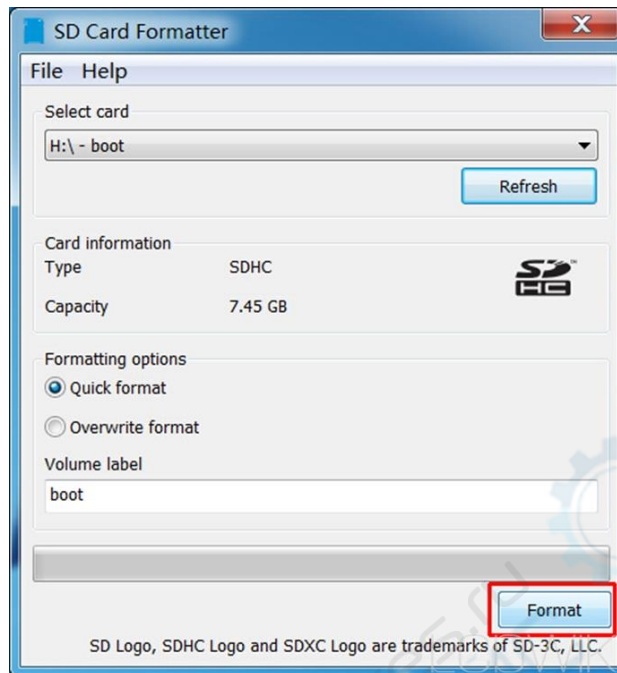 SD Card Formatter
File Help
Select card
H:\ - boot
Refresh
Card information
Type SDHC
Capacity 7.45 GB
SD
HC
Formatting options
Quick format
Overwrite format
Volume label
boot
Format
SD Logo, SDHC Logo and SDXC Logo are trademarks of SD-3C, LLC.